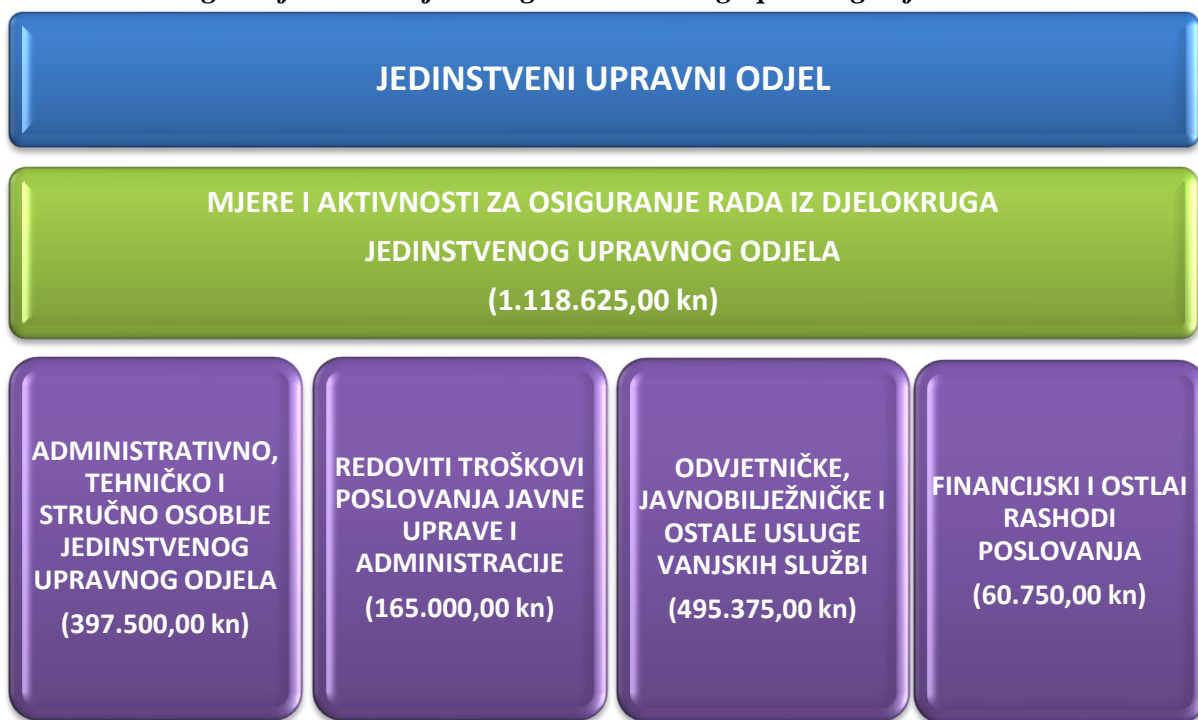 JEDINSTVENI UPRAVNI ODJEL
MJERE I AKTIVNOSTI ZA OSIGURANJE RADA IZ DJELOKRUGA
JEDINSTVENOG UPRAVNOG ODJELA
(1.118.625,00 kn)
ADMINISTRATIVNO,
TEHNIČKO I
STRUČNO OSOBLJE
JEDINSTVENOG
UPRAVNOG ODJELA
(397.500,00 kn)
REDOVITI TROŠKOVI
POSLOVANJA JAVNE
UPRAVE I
ADMINISTRACIJE
(165.000,00 kn)
ODVJETNIČKE,
JAVNOBILJEŽNIČKE I
OSTALE USLUGE
VANJSKIH SLUŽBI
(495.375,00 kn)
FINANCIJSKI I OSTLAI
RASHODI
POSLOVANJA
(60.750,00 kn)